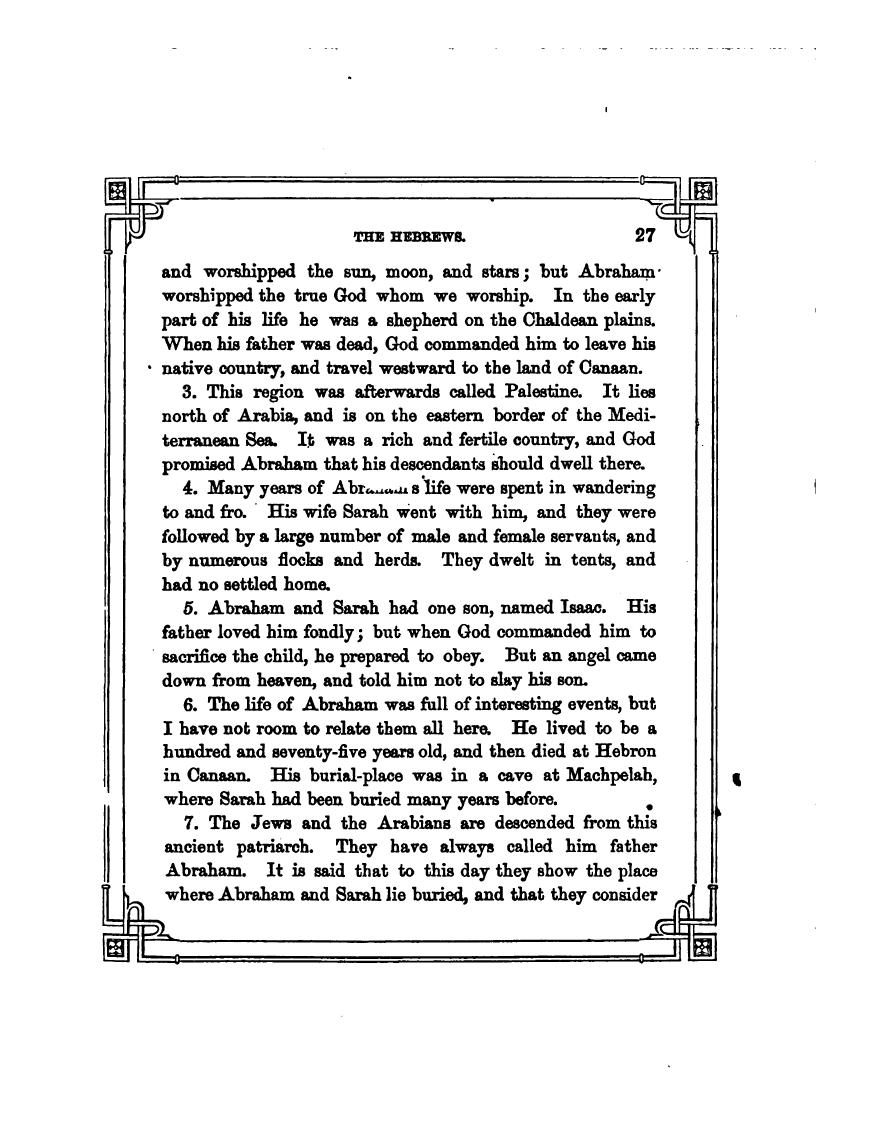 THE HEBREWS. 27
and worshipped the sun, moon, and stars; but Abraham
worshipped the true God whom we worship. In the early
part of his life he was a shepherd on the Chaldean plains.
When his father was dead, God commanded him to leave his
native country, and travel westward to the land of Canaan.
3. This region was afterwards called Palestine. It lies
north of Arabia, and is on the eastern border of the Medi-
terranean Sea. It was a rich and fertile country, and God
promised Abraham that his descendants should dwell there.
4. Many years of life were spent in wandering
to and fro. His wife Sarah went with him, and they were
followed by a large number of male and female servants, and
by numerous flocks and herds. They dwelt in tents, and
had no settled home.
5. Abraham and Sarah had one son, named Isaac. His
father loved him fondly; but when God commanded him to
sacrifice the child, he prepared to obey. But an angel came
down from heaven, and told him not to slay his son.
6. The life of Abraham was full of interesting events, but
I have not room to relate them all here. He lived to be a
hundred and seventy-five years old, and then died at Hebron
in Canaan. His burial-place was in a cave at Machpelah,
where Sarah had been buried many years before.
7. The Jews and the Arabians are descended from this
ancient patriarch. They have always called him father
Abraham. It is said that to this day they show the place
where Abraham and Sarah lie buried, and that they consider